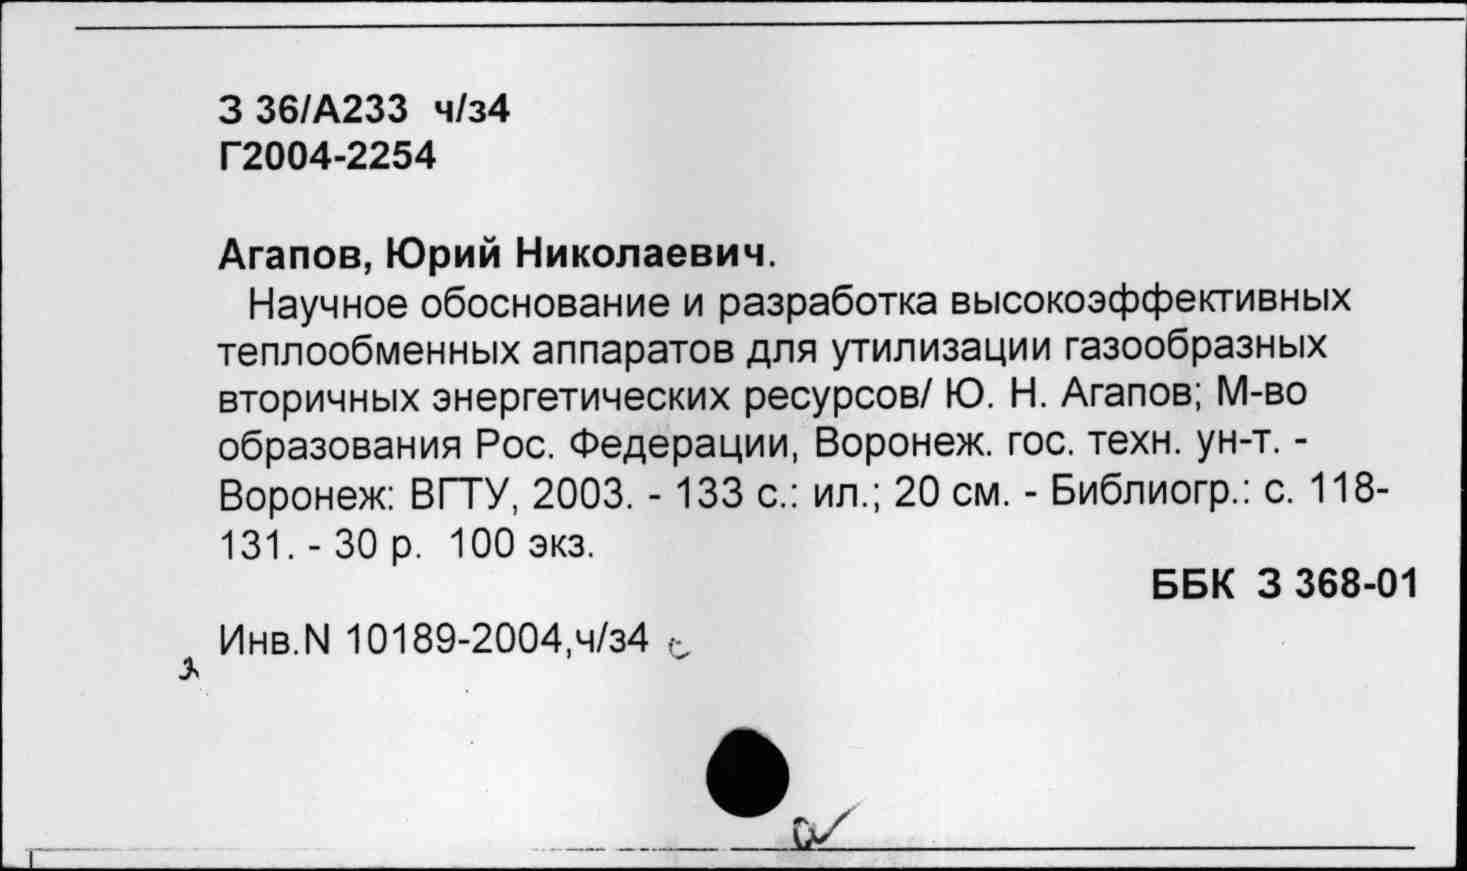 З 36/А233 ч/з4
Г2004-2254
Агапов, Юрий Николаевич.
Научное обоснование и разработка высокоэффективных
теплообменных аппаратов для утилизации газообразных
вторичных энергетических ресурсов/ Ю. Н. Агапов; М-во
образования Рос. Федерации, Воронеж. гос. техн. ун-т. -
Воронеж: ВГТУ, 2003. - 133 с.: ил.; 20 см. - Библиогр.: с. 118-
131. - 30 р. 100 экз.
ББК З 368-01
Инв.N 10189-2004,ч/з4